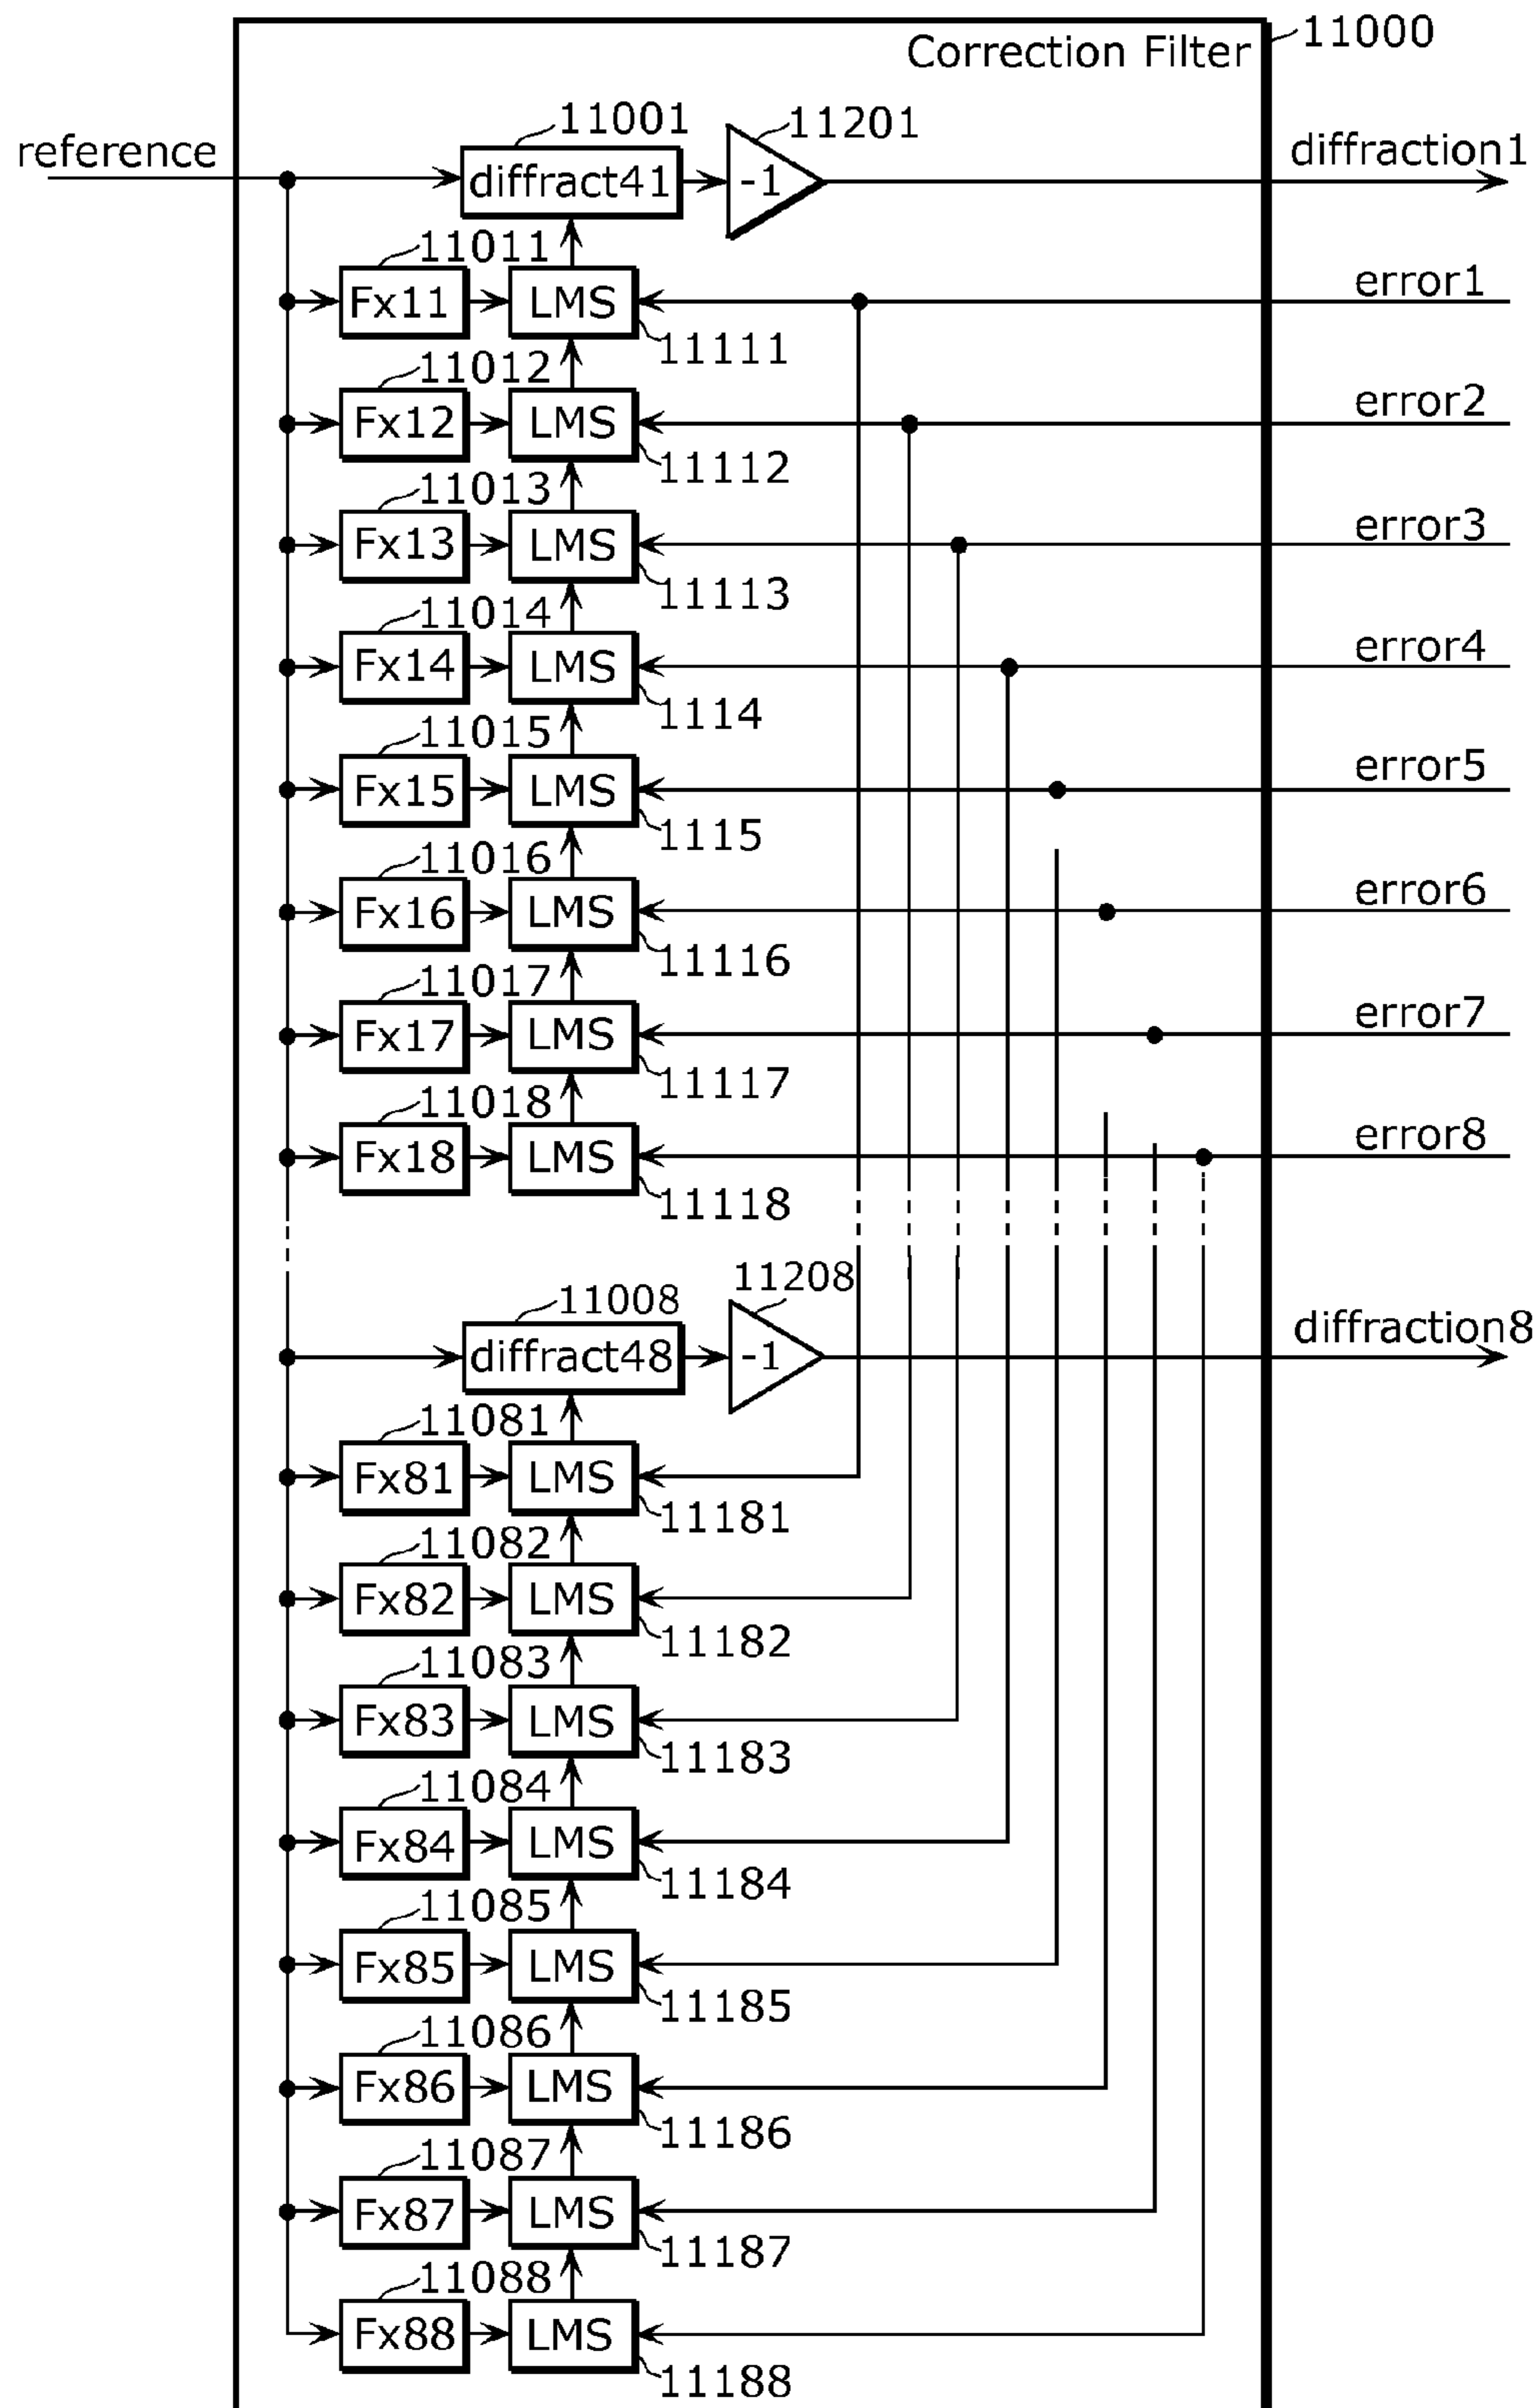 11000
Correction Filter
11001
11201
reference
diffraction1
diffract41
-1
11011
error1
Fx11
LMS
11111
11012
error2
Fx12
LMS
11112
11013
error3
Fx13
LMS
11113
11014
error4
Fx14
LMS
1114
11015
error5
Fx15
LMS
1115
11016
error6
Fx16
LMS
11116
11017
error7
Fx17
LMS
11117
11018
error8
Fx18
LMS
11118
11208
11008
diffraction8
diffract48
-1
11081
Fx81
LMS
11181
11082
Fx82
LMS
11182
11083
Fx83
LMS
11183
11084
Fx84
LMS
11184
11085
Fx85
LMS
11185
11086
Fx86
LMS
11186
11087
Fx87
LMS
11187
11088
Fx88
LMS
11188